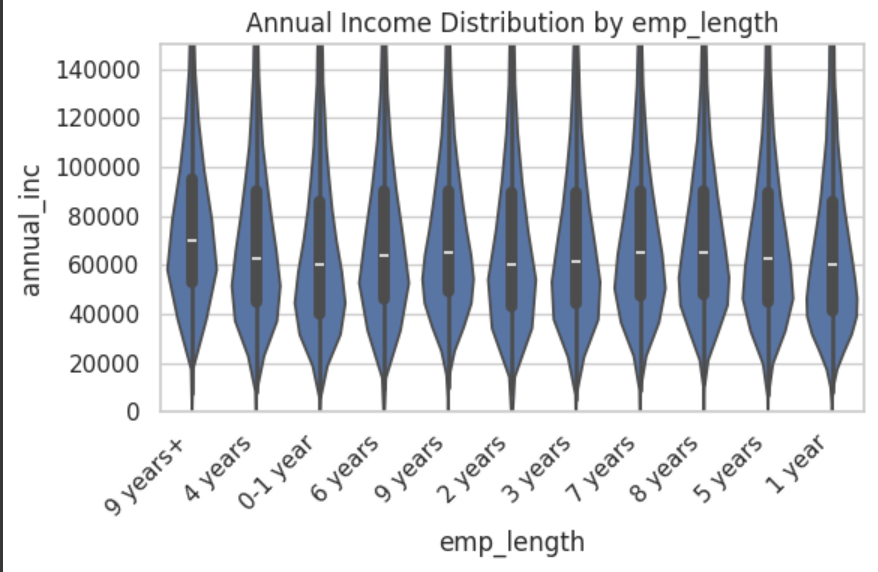 Annual Income Distribution by emp_length
annual_inc
140000
120000
100000
80000
60000
40000
20000
0
9 years+
4 years
0-1 year
6 years
9 years
2 years
3 years
7 years
8 years
5 years
1 year
emp_length